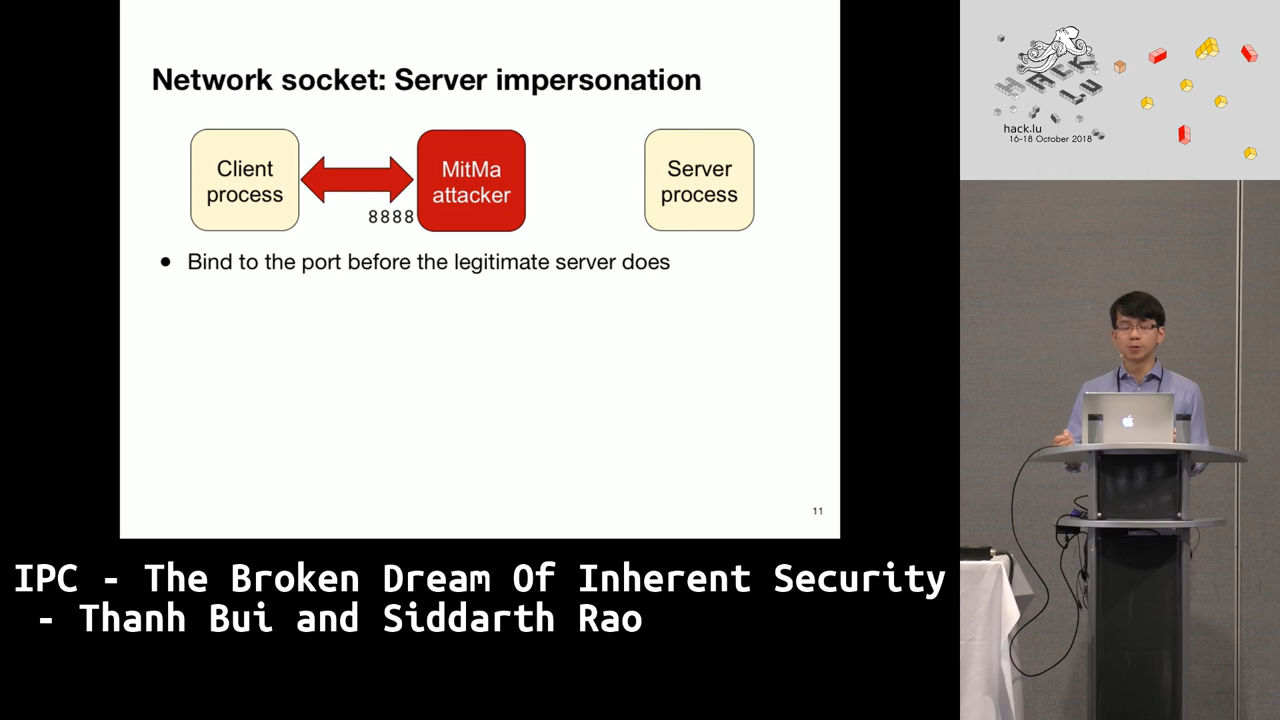 Network socket: Server impersonation
Client
process
8888
MitMa
attacker
Server
process
● Bind to the port before the legitimate server does
11
HACK
LU
hack.lu
16-18 October 2018
IPC - The Broken Dream Of Inherent Security
- Thanh Bui and Siddarth Rao